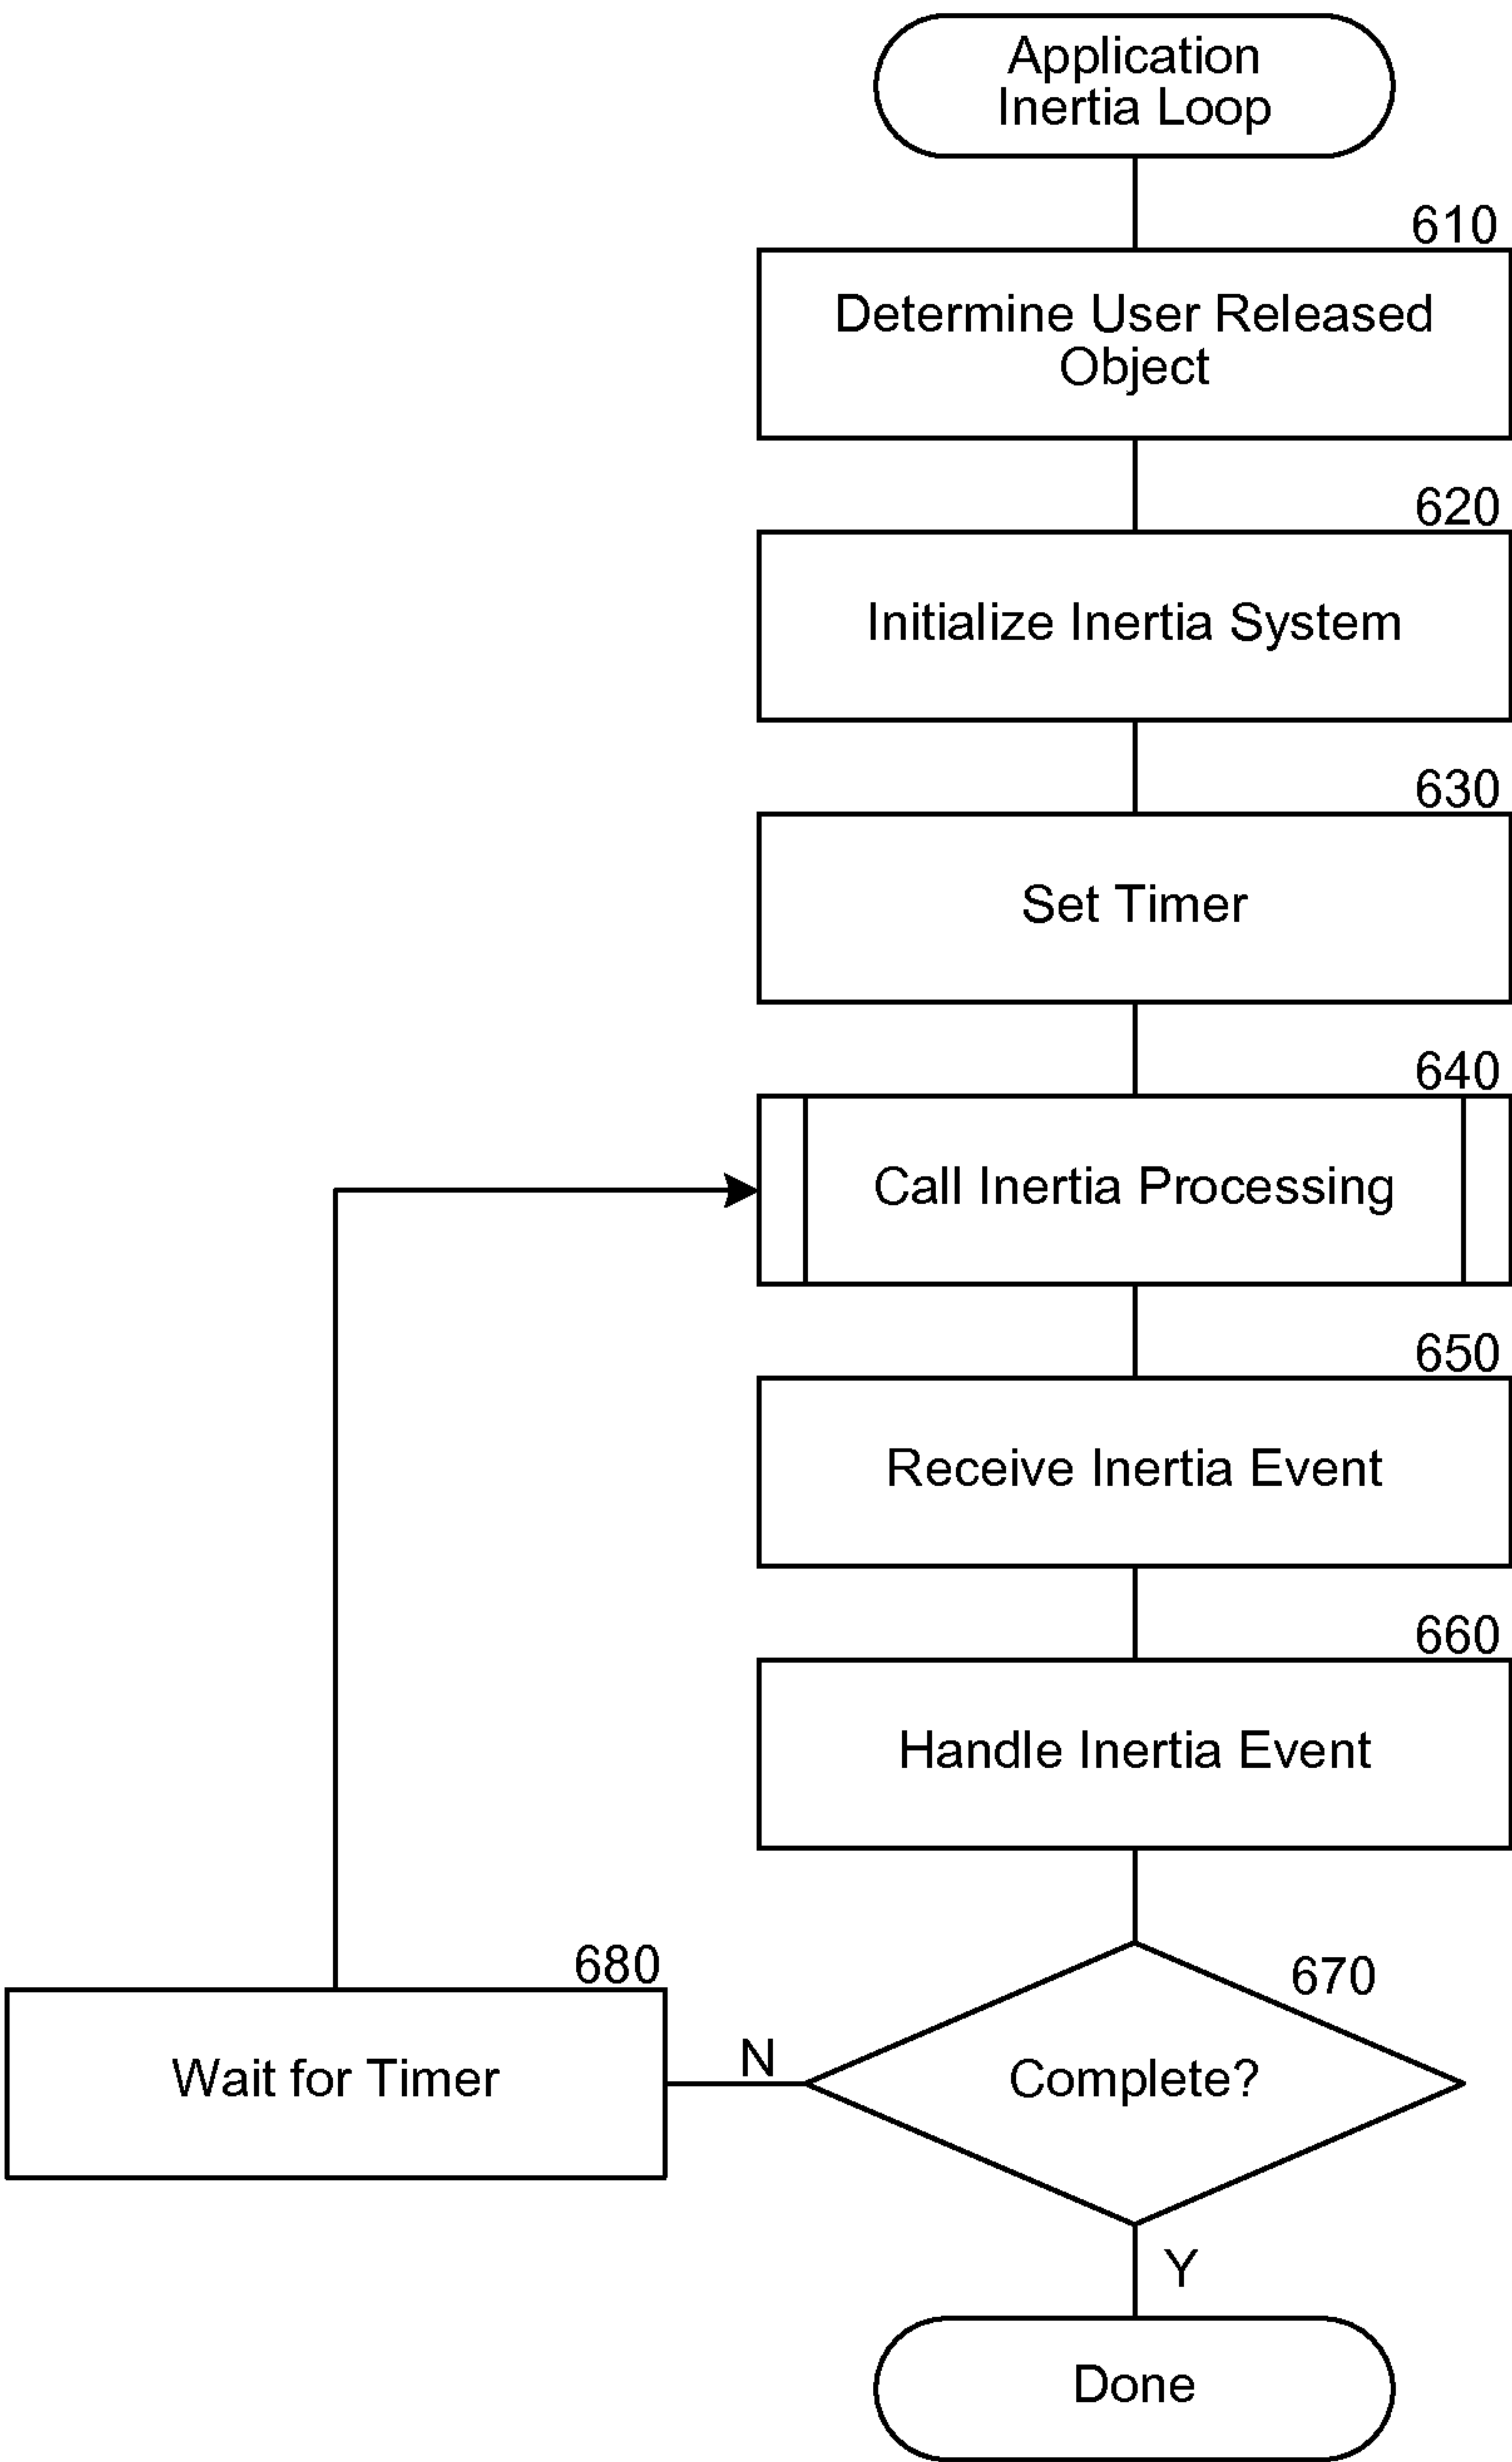 Application
Inertia Loop
610
Determine User Released
Object
620
Initialize Inertia System
630
Set Timer
640
Call Inertia Processing
650
Receive Inertia Event
660
Handle Inertia Event
670
Complete?
N
680
Wait for Timer
Y
Done